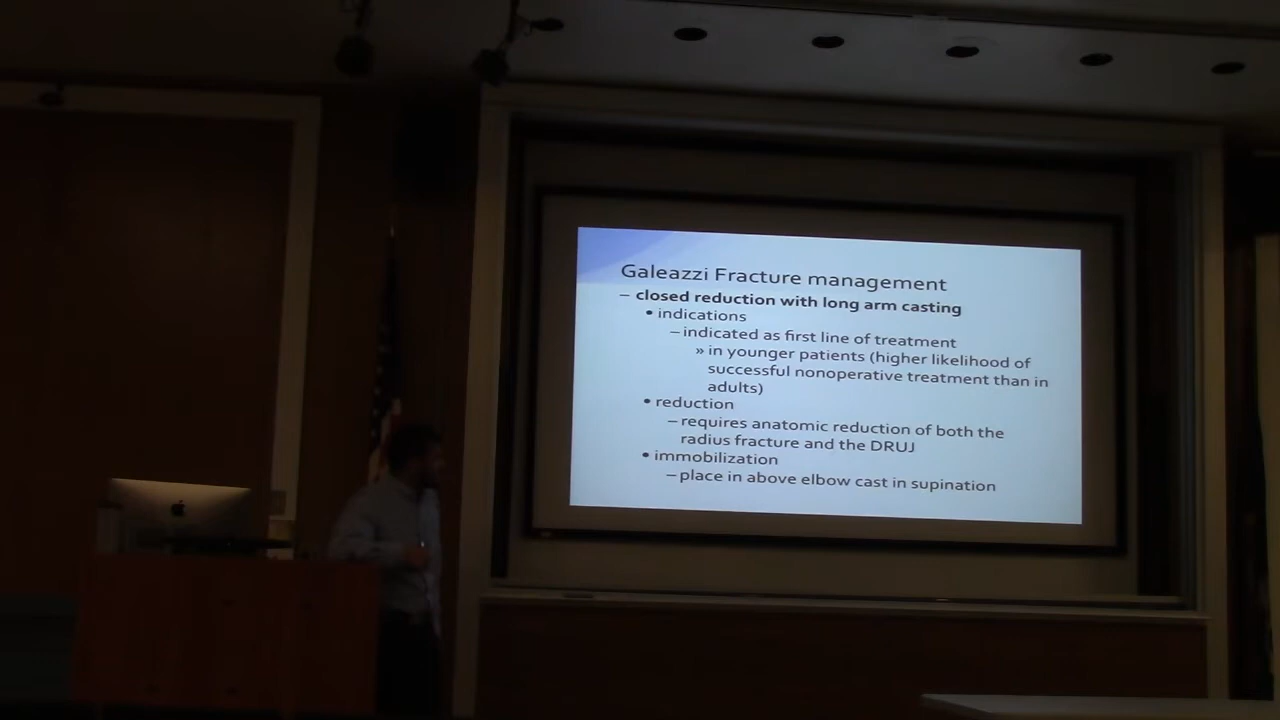 Galeazzi Fracture management
– closed reduction with long arm casting
• indications
– indicated as first line of treatment
» in younger patients (higher likelihood of
successful nonoperative treatment than in
adults)
• reduction
– requires anatomic reduction of both the
radius fracture and the DRUJ
• immobilization
– place in above elbow cast in supination